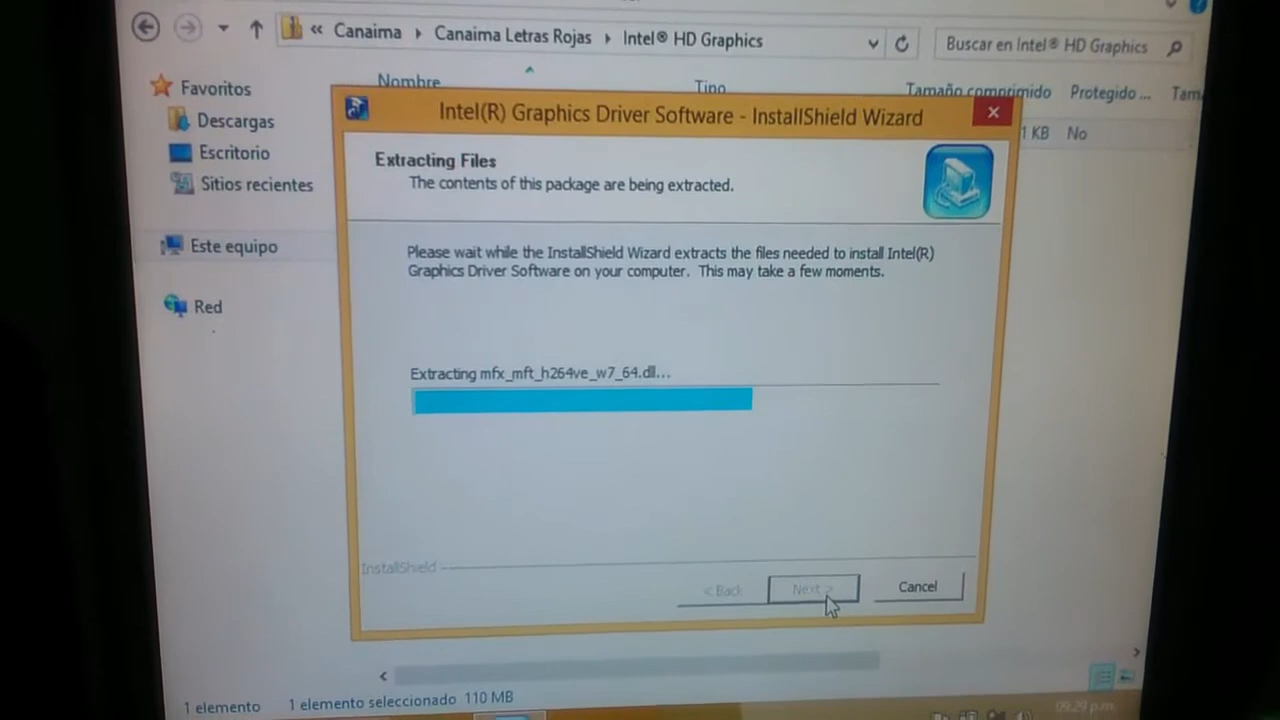 « Canaima › Canaima Letras Rojas › Intel® HD Graphics
Buscar en Intel® HD Graphics
Nombre Tipo Tamaño comprimido Protegido ... Tam
Favoritos
Descargas
Escritorio
Sitios recientes
Este equipo
Red
1 KB No
Intel(R) Graphics Driver Software - InstallShield Wizard
Extracting Files
The contents of this package are being extracted.
Please wait while the InstallShield Wizard extracts the files needed to install Intel(R)
Graphics Driver Software on your computer. This may take a few moments.
Extracting mfx_mft_h264ve_w7_64.dll...
InstallShield
< Back Next > Cancel
1 elemento 1 elemento seleccionado 110 MB
09:29 p.m.